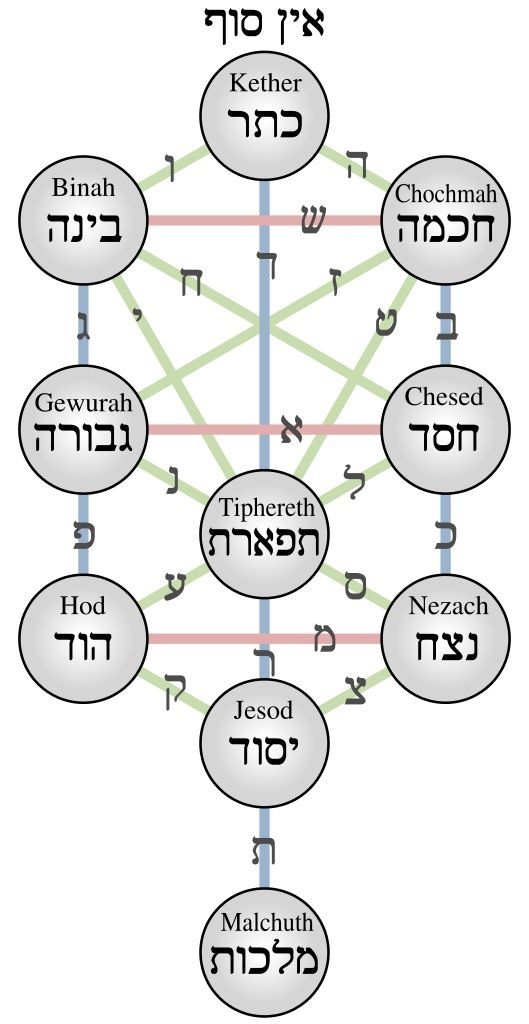 אין סוף
Kether
כתר
ו
ה
Binah
בינה
Chochmah
חכמה
ש
ד
ח
ז
ג
י
ט
ב
Gewurah
גבורה
Chesed
חסד
א
נ
ל
Tiphereth
תפארת
פ
כ
ע
ס
Hod
הוד
Nezach
נצח
מ
ר
ק
צ
Jesod
יסוד
ת
Malchuth
מלכות